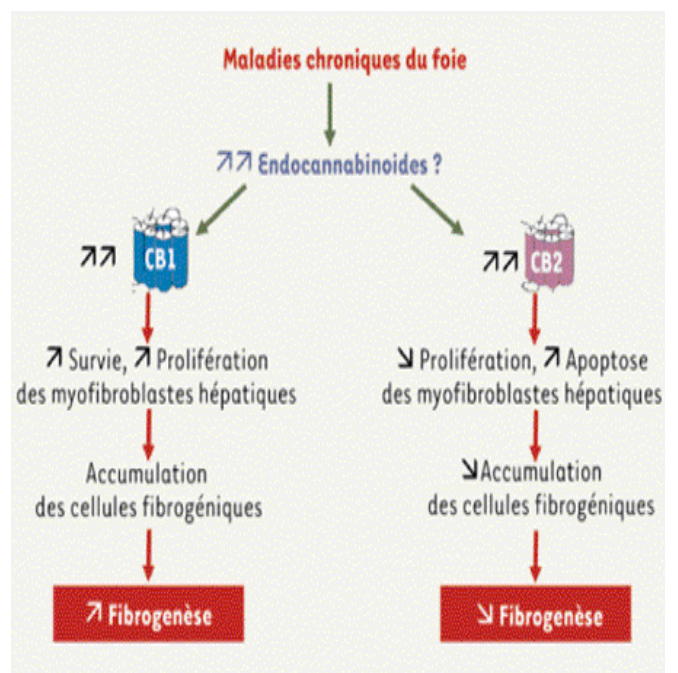 Maladies chroniques du foie
↗↗ Endocannabinoides ?
↗↗ CB1
↗↗ CB2
↗ Survie, ↗ Prolifération
des myofibroblastes hépatiques
↘ Prolifération, ↗ Apoptose
des myofibroblastes hépatiques
Accumulation
des cellules fibrogéniques
↘ Accumulation
des cellules fibrogéniques
↗ Fibrogenèse
↘ Fibrogenèse